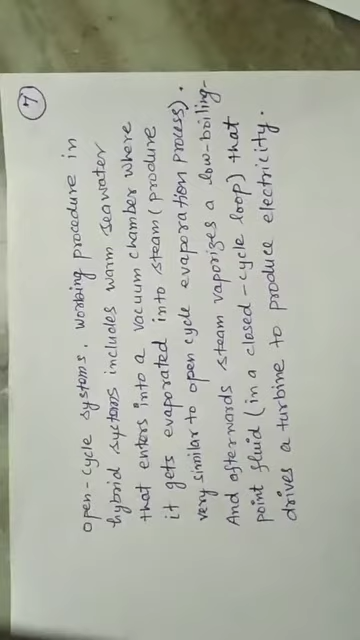 7
open-cycle systems. working procedure in
hybrid systems includes warm seawater
that enters into a vacuum chamber where
it gets evaporated into steam (produre
very similar to open cycle evaporation process).
And afterwards steam vaporizes a low-boiling-
point fluid (in a closed-cycle loop) that
drives a turbine to produce electricity.